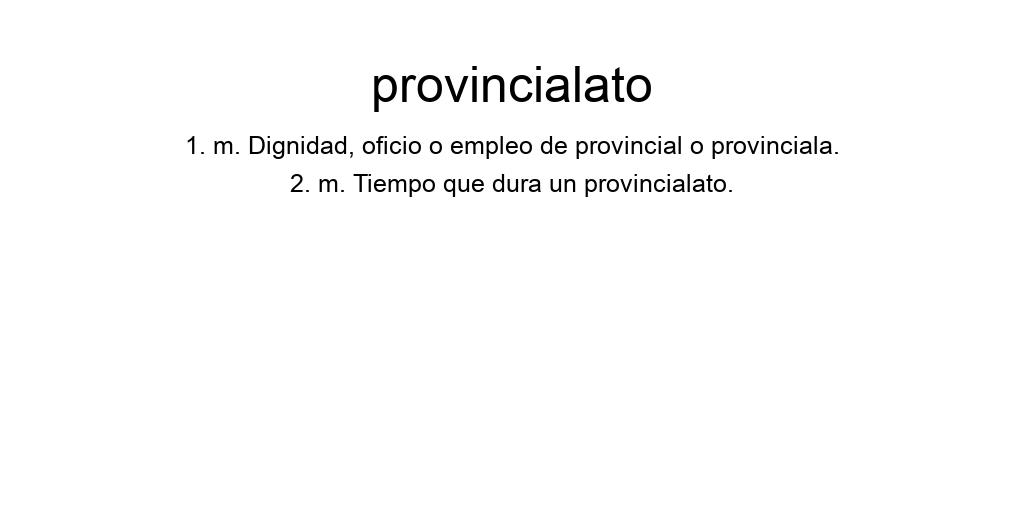 provincialato
1. m. Dignidad, oficio o empleo de provincial o provinciala.
2. m. Tiempo que dura un provincialato.